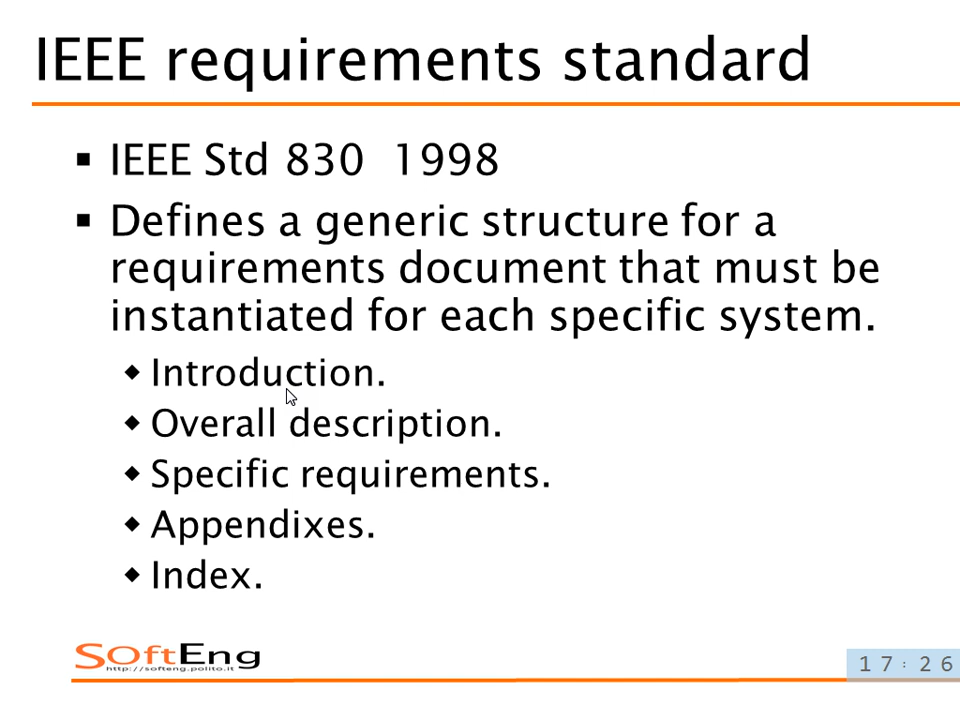 IEEE requirements standard
▪ IEEE Std 830 1998
▪ Defines a generic structure for a
requirements document that must be
instantiated for each specific system.
◆ Introduction.
◆ Overall description.
◆ Specific requirements.
◆ Appendixes.
◆ Index.
SOftEng
http://softeng.polito.it
17:26